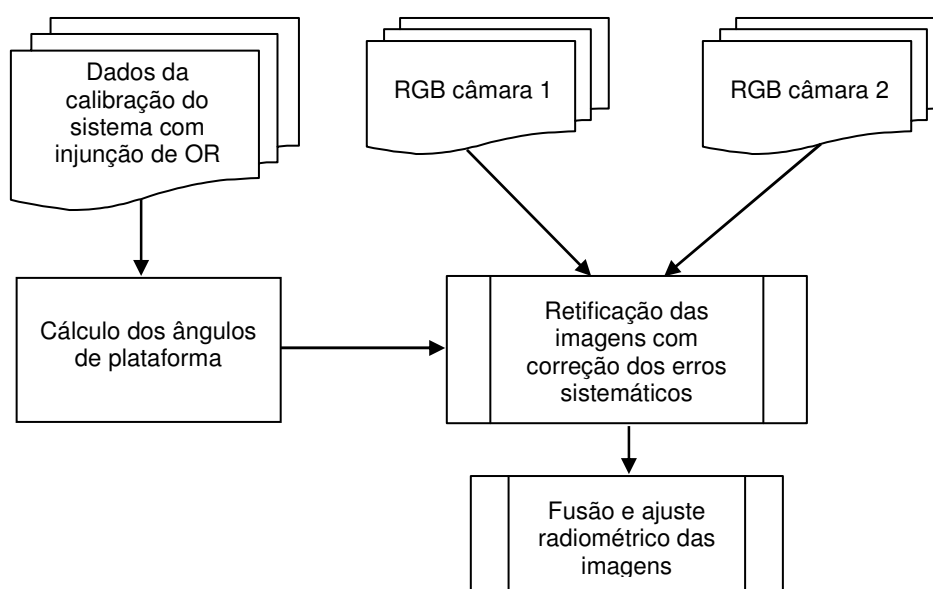 Dados da
calibração do
sistema com
injunção de OR
RGB câmara 1
RGB câmara 2
Cálculo dos ângulos
de plataforma
Retificação das
imagens com
correção dos erros
sistemáticos
Fusão e ajuste
radiométrico das
imagens